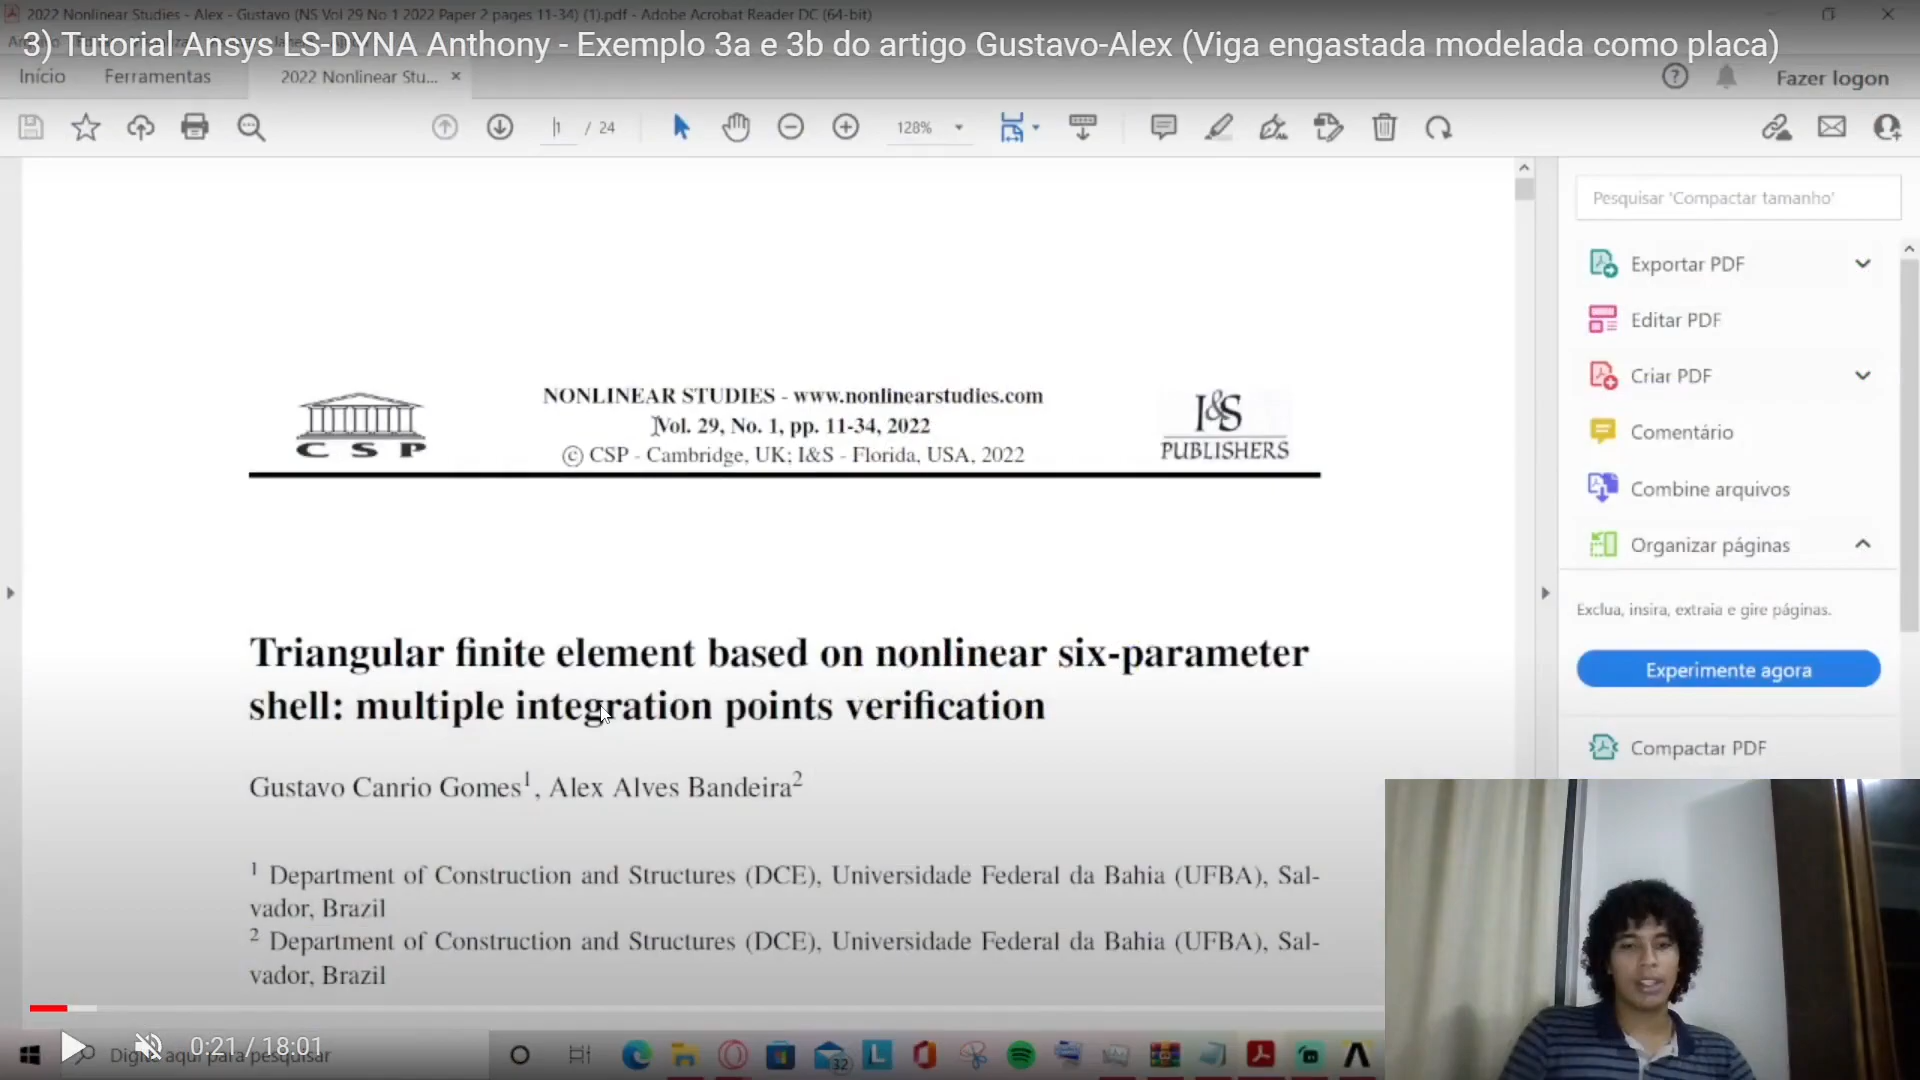 2022 Nonlinear Studies - Alex - Gustavo (NS Vol 29 No 1 2022 Paper 2 pages 11-34) (1).pdf - Adobe Acrobat Reader DC (64-bit)
3) Tutorial Ansys LS-DYNA Anthony - Exemplo 3a e 3b do artigo Gustavo-Alex (Viga engastada modelada como placa)
Início
Ferramentas
2022 Nonlinear Stu...
Fazer logon
1 / 24
128%
Pesquisar 'Compactar tamanho'
Exportar PDF
Editar PDF
Criar PDF
Comentário
Combine arquivos
Organizar páginas
Exclua, insira, extraia e gire páginas.
Experimente agora
Compactar PDF
CSP
NONLINEAR STUDIES - www.nonlinearstudies.com
Vol. 29, No. 1, pp. 11-34, 2022
© CSP - Cambridge, UK; I&S - Florida, USA, 2022
I&S
PUBLISHERS
Triangular finite element based on nonlinear six-parameter
shell: multiple integration points verification
Gustavo Canrio Gomes1, Alex Alves Bandeira2
1 Department of Construction and Structures (DCE), Universidade Federal da Bahia (UFBA), Sal-
vador, Brazil
2 Department of Construction and Structures (DCE), Universidade Federal da Bahia (UFBA), Sal-
vador, Brazil
0:21 / 18:01
Digite aqui para pesquisar
32